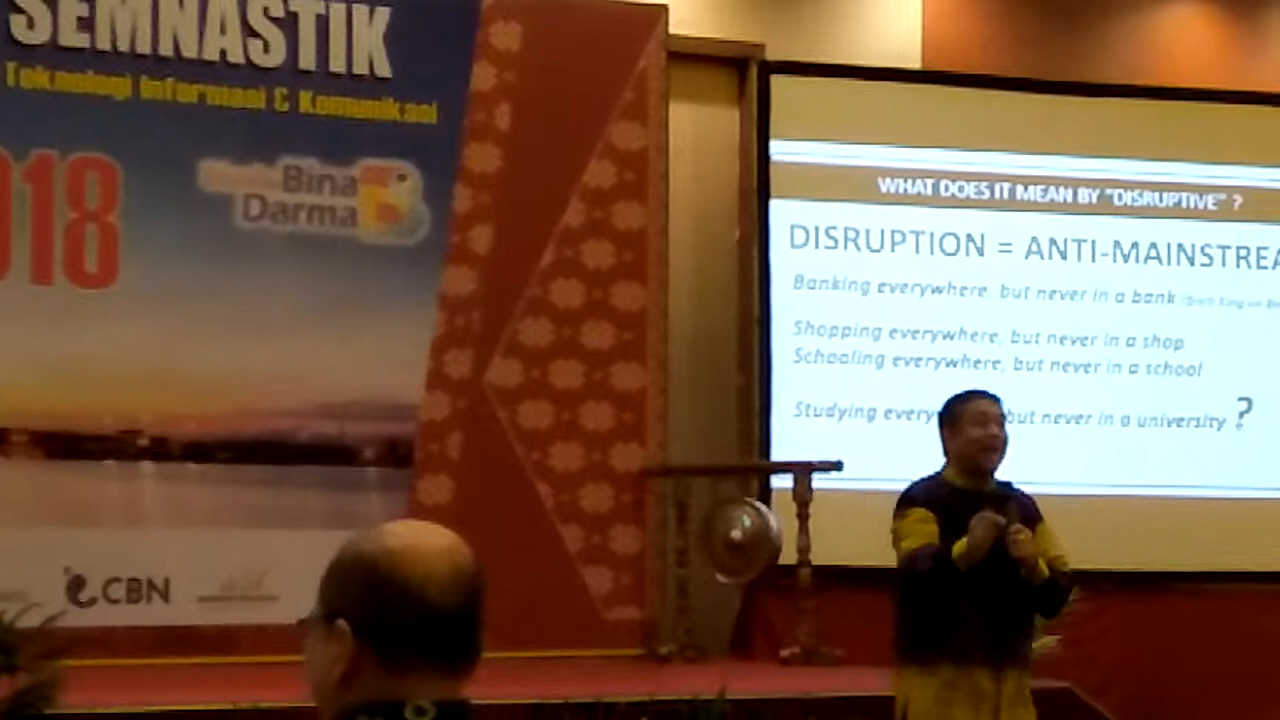 SEMNASTIK
Teknologi Informasi & Komunikasi
018
Bina
Darma
CBN
WHAT DOES IT MEAN BY "DISRUPTIVE" ?
DISRUPTION = ANTI-MAINSTREA
Banking everywhere, but never in a bank
Shopping everywhere, but never in a shop
Schooling everywhere, but never in a school
Studying every but never in a university ?